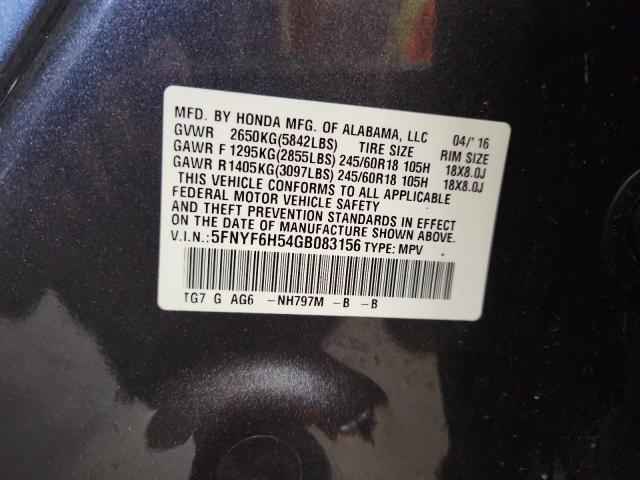 MFD. BY HONDA MFG. OF ALABAMA, LLC 04/' 16
GVWR 2650KG(5842LBS) TIRE SIZE RIM SIZE
GAWR F 1295KG(2855LBS) 245/60R18 105H 18X8.0J
GAWR R1405KG(3097LBS) 245/60R18 105H 18X8.0J
THIS VEHICLE CONFORMS TO ALL APPLICABLE
FEDERAL MOTOR VEHICLE SAFETY
AND THEFT PREVENTION STANDARDS IN EFFECT
ON THE DATE OF MANUFACTURE SHOWN ABOVE.
V.I.N.: 5FNYF6H54GB083156 TYPE: MPV
TG7 G AG6 -NH797M -B -B